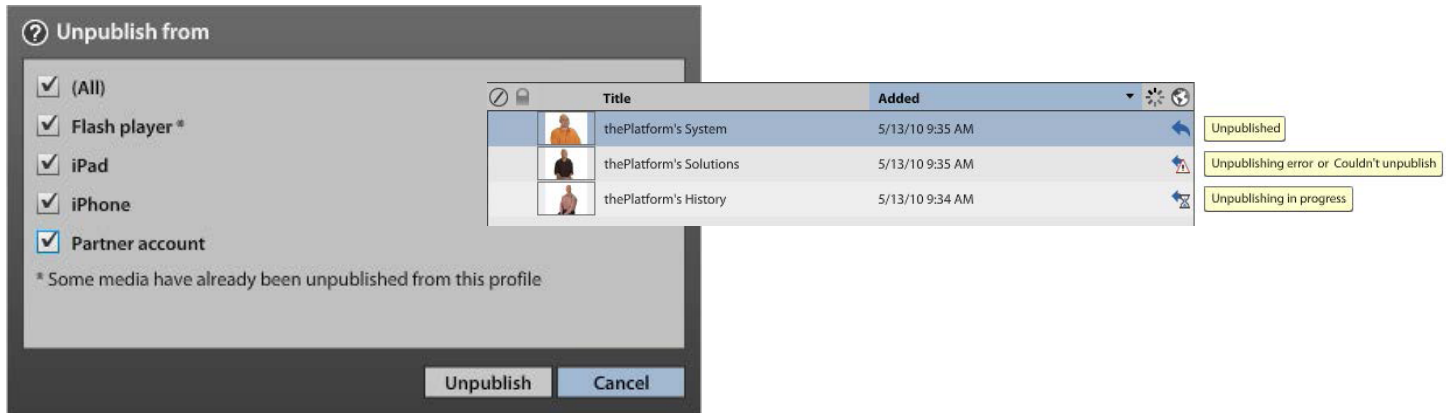 Unpublish from
(All)
Flash player *
iPad
iPhone
Partner account
* Some media have already been unpublished from this profile
Unpublish Cancel
Title Added
thePlatform's System 5/13/10 9:35 AM Unpublished
thePlatform's Solutions 5/13/10 9:35 AM Unpublishing error or Couldn't unpublish
thePlatform's History 5/13/10 9:34 AM Unpublishing in progress